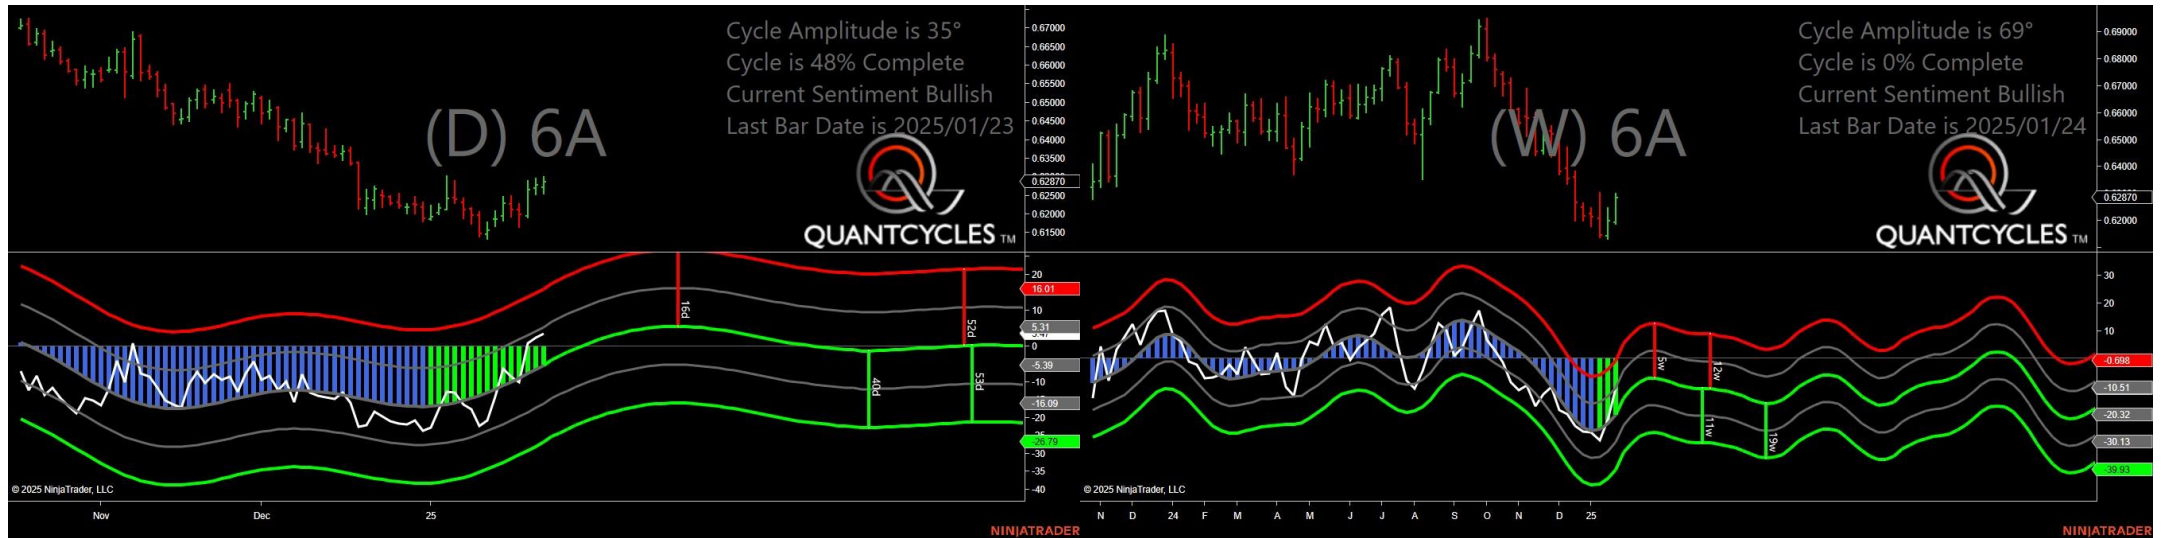 Cycle Amplitude is 35°
Cycle is 48% Complete
Current Sentiment Bullish
Last Bar Date is 2025/01/23
(D) 6A
QUANTCYCLES TM
0.67000
0.66500
0.66000
0.65500
0.65000
0.64500
0.64000
0.63500
0.62870
0.62500
0.62000
0.61500
20
16.01
10
5.31
0
-5.39
-10
-16.09
-20
-26.79
-30
-35
-40
16d
52d
40d
53d
© 2025 NinjaTrader, LLC
Nov
Dec
25
NINJATRADER
Cycle Amplitude is 69°
Cycle is 0% Complete
Current Sentiment Bullish
Last Bar Date is 2025/01/24
(W) 6A
QUANTCYCLES TM
0.69000
0.68000
0.67000
0.66000
0.65000
0.64000
0.62870
0.62000
30
20
10
-0.698
-10.51
-20.32
-30.13
-39.93
5w
12w
11w
19w
© 2025 NinjaTrader, LLC
N D 24 F M A M J J A S O N D 25
NINJATRADER